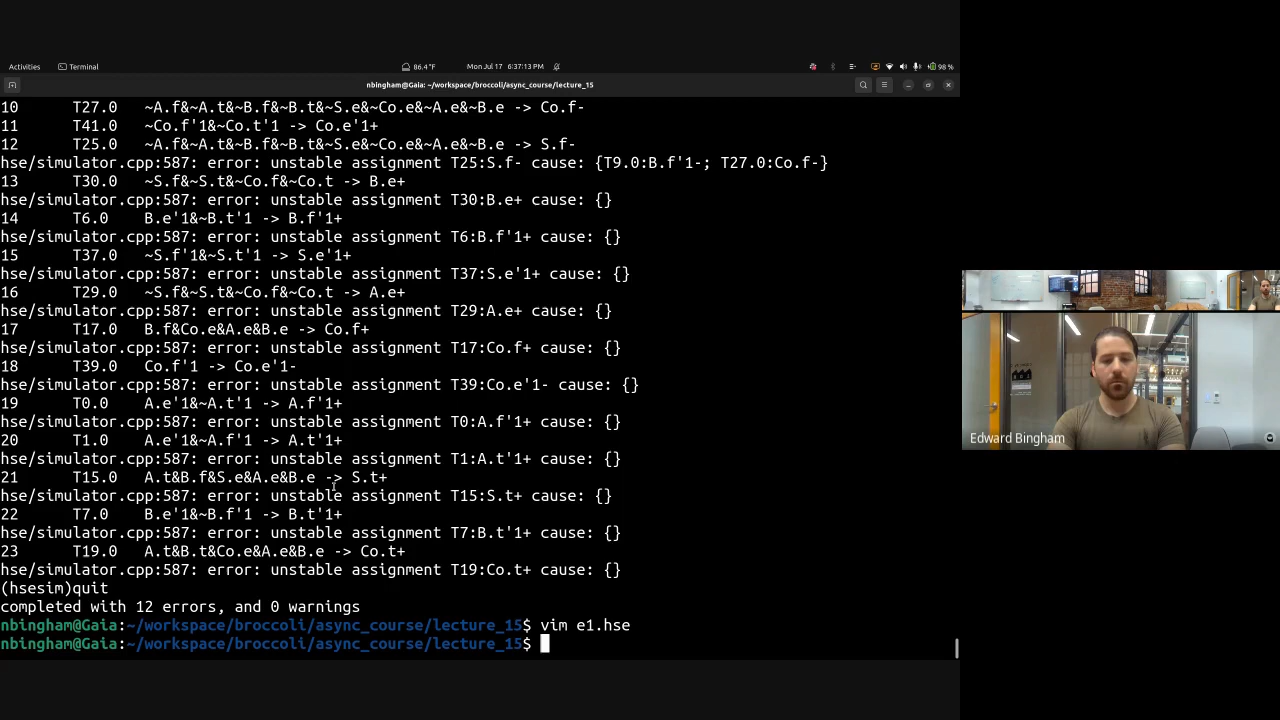 Activities Terminal 86.4 °F Mon Jul 17 6:37:13 PM 98 %
nbingham@Gaia: ~/workspace/broccoli/async_course/lecture_15
10 T27.0 ~A.f&~A.t&~B.f&~B.t&~S.e&~Co.e&~A.e&~B.e -> Co.f-
11 T41.0 ~Co.f'1&~Co.t'1 -> Co.e'1+
12 T25.0 ~A.f&~A.t&~B.f&~B.t&~S.e&~Co.e&~A.e&~B.e -> S.f-
hse/simulator.cpp:587: error: unstable assignment T25:S.f- cause: {T9.0:B.f'1-; T27.0:Co.f-}
13 T30.0 ~S.f&~S.t&~Co.f&~Co.t -> B.e+
hse/simulator.cpp:587: error: unstable assignment T30:B.e+ cause: {}
14 T6.0 B.e'1&~B.t'1 -> B.f'1+
hse/simulator.cpp:587: error: unstable assignment T6:B.f'1+ cause: {}
15 T37.0 ~S.f'1&~S.t'1 -> S.e'1+
hse/simulator.cpp:587: error: unstable assignment T37:S.e'1+ cause: {}
16 T29.0 ~S.f&~S.t&~Co.f&~Co.t -> A.e+
hse/simulator.cpp:587: error: unstable assignment T29:A.e+ cause: {}
17 T17.0 B.f&Co.e&A.e&B.e -> Co.f+
hse/simulator.cpp:587: error: unstable assignment T17:Co.f+ cause: {}
18 T39.0 Co.f'1 -> Co.e'1-
hse/simulator.cpp:587: error: unstable assignment T39:Co.e'1- cause: {}
19 T0.0 A.e'1&~A.t'1 -> A.f'1+
hse/simulator.cpp:587: error: unstable assignment T0:A.f'1+ cause: {}
20 T1.0 A.e'1&~A.f'1 -> A.t'1+
hse/simulator.cpp:587: error: unstable assignment T1:A.t'1+ cause: {}
21 T15.0 A.t&B.f&S.e&A.e&B.e -> S.t+
hse/simulator.cpp:587: error: unstable assignment T15:S.t+ cause: {}
22 T7.0 B.e'1&~B.f'1 -> B.t'1+
hse/simulator.cpp:587: error: unstable assignment T7:B.t'1+ cause: {}
23 T19.0 A.t&B.t&Co.e&A.e&B.e -> Co.t+
hse/simulator.cpp:587: error: unstable assignment T19:Co.t+ cause: {}
(hsesim)quit
completed with 12 errors, and 0 warnings
nbingham@Gaia:~/workspace/broccoli/async_course/lecture_15$ vim e1.hse
nbingham@Gaia:~/workspace/broccoli/async_course/lecture_15$
Edward Bingham